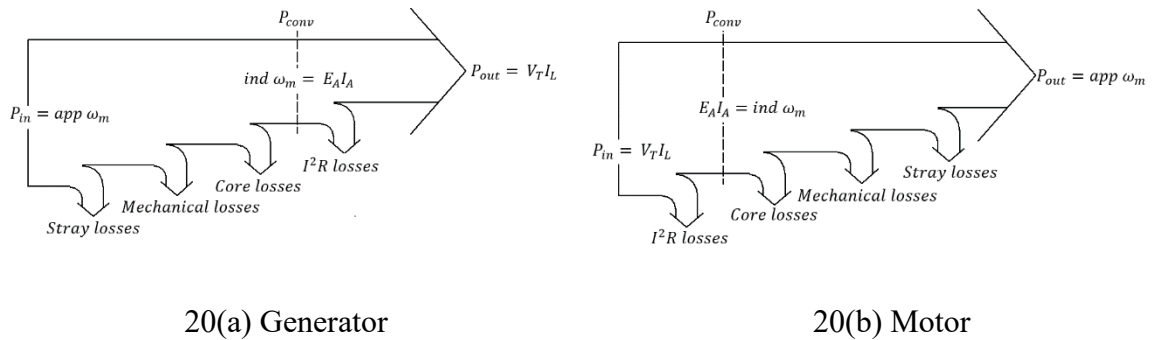 P_conv
ind ω_m = E_A I_A
P_out = V_T I_L
P_in = app ω_m
I²R losses
Core losses
Mechanical losses
Stray losses
20(a) Generator
P_conv
P_out = app ω_m
E_A I_A = ind ω_m
P_in = V_T I_L
Stray losses
Mechanical losses
Core losses
I²R losses
20(b) Motor